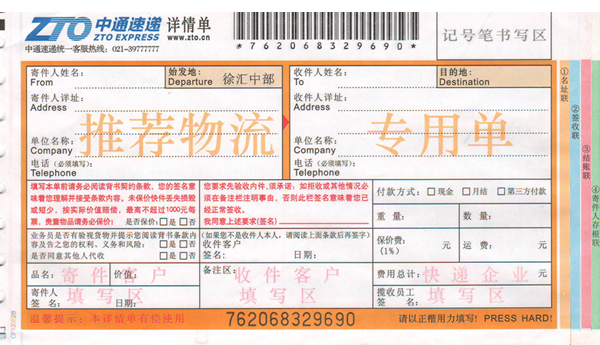 ZTO 中通速递 详情单
ZTO EXPRESS www.zto.cn
中通速递统一客服热线：021-39777777
*762068329690*
记号笔书写区
寄件人姓名：
From
始发地：
Departure 徐汇中部
收件人姓名：
To
目的地：
Destination
寄件人详址：
Address
收件人详址：
Address
推荐物流
专用单
单位名称：
Company
单位名称：
Company
电话（必须填写）：
Telephone
电话（必须填写）：
Telephone
填写本单前请务必阅读背书契约条款，您的签名意
味着您理解并接受条款内容。未保价快件丢失损毁
或短少，按实际价值赔偿，最高不超过1000元每
票，贵重物品请务必保价；是否保价：□是 □否
您要求先验收内件，须承诺：如拒收或其他情况必
须在备注栏注明事由，否则此栏签名意味着您已
经正常签收。
我同意上述要求（签名）
付款方式：□现金 □月结 □第三方付款
重 量：
数 量：
业务员是否有验视货物并提示您阅读背书条款内
容及告之您的权利、义务和风险：□是 □否
是否同意其他人代收 □是 □否
（如果您不是收件人本人，请阅读上面条款后再签字）
收件客户
签 名：
日期：
保价费：
（1%）
元
运 费：
元
品名：
价值：
寄件客户
填写区
备注区：
收件客户
填写区
费用总计：
元
快递企业
填写区
寄件人
签 名：
日期：
揽收员工
签 名：
温馨提示：本详情单有偿使用
762068329690
请以正楷用力填写！PRESS HARD!
①名址联
②签收联
③结账联
④寄件人存根联